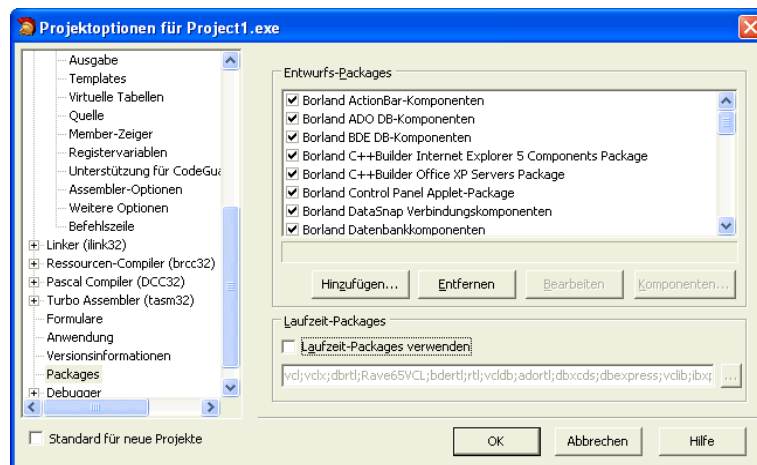 Projektoptionen für Project1.exe
Ausgabe
Templates
Virtuelle Tabellen
Quelle
Member-Zeiger
Registervariablen
Unterstützung für CodeGua
Assembler-Optionen
Weitere Optionen
Befehlszeile
Linker (ilink32)
Ressourcen-Compiler (brcc32)
Pascal Compiler (DCC32)
Turbo Assembler (tasm32)
Formulare
Anwendung
Versionsinformationen
Packages
Debugger
Standard für neue Projekte
Entwurfs-Packages
Borland ActionBar-Komponenten
Borland ADO DB-Komponenten
Borland BDE DB-Komponenten
Borland C++Builder Internet Explorer 5 Components Package
Borland C++Builder Office XP Servers Package
Borland Control Panel Applet-Package
Borland DataSnap Verbindungskomponenten
Borland Datenbankkomponenten
Hinzufügen... Entfernen Bearbeiten Komponenten...
Laufzeit-Packages
Laufzeit-Packages verwenden
vcl;vclx;dbrtl;Rave65VCL;bdertl;rtl;vcldb;adortl;dbxcds;dbexpress;vclib;ibxp ...
OK Abbrechen Hilfe